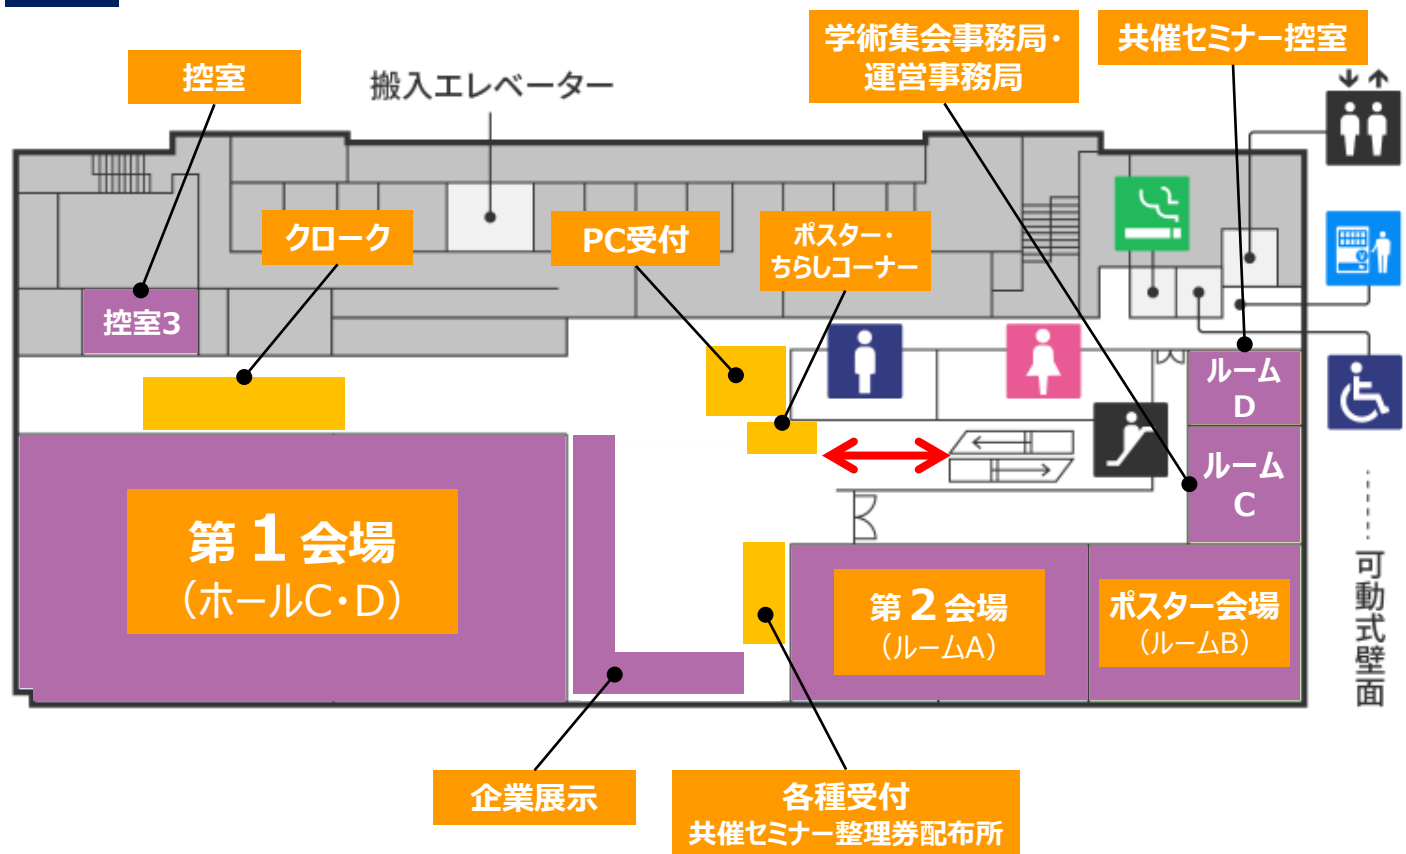 学術集会事務局・
運営事務局
共催セミナー控室
控室
搬入エレベーター
クローク
PC受付
ポスター・
ちらしコーナー
控室3
ルーム
D
ルーム
C
第1会場
（ホールC・D）
第2会場
（ルームA）
ポスター会場
（ルームB）
可動式壁面
企業展示
各種受付
共催セミナー整理券配布所